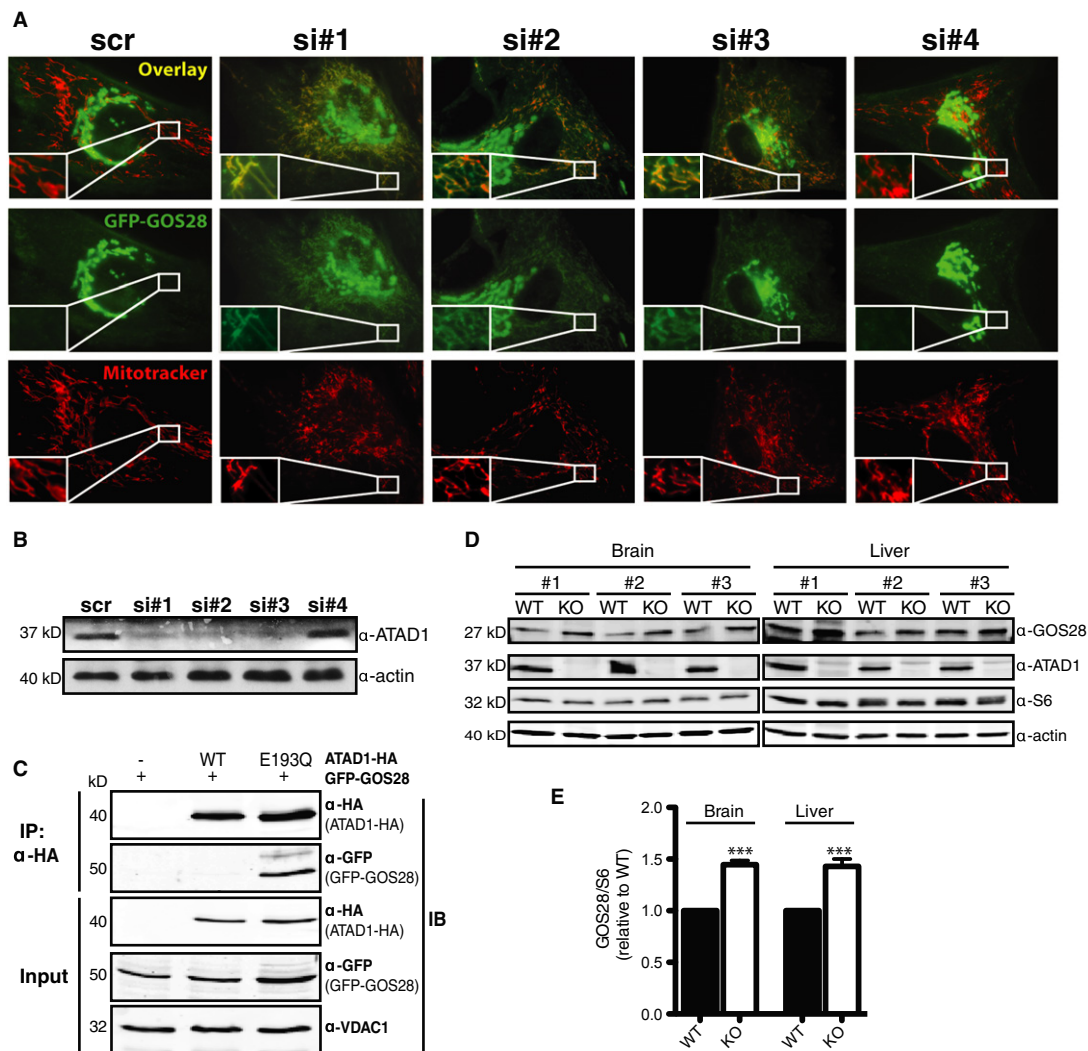 A
scr si#1 si#2 si#3 si#4
Overlay
GFP-GOS28
Mitotracker
B
scr si#1 si#2 si#3 si#4
37 kD α-ATAD1
40 kD α-actin
C
- WT E193Q ATAD1-HA
kD + + + GFP-GOS28
IP:
α-HA
40 α-HA
(ATAD1-HA)
50 α-GFP
(GFP-GOS28)
Input
40 α-HA
(ATAD1-HA)
50 α-GFP
(GFP-GOS28)
32 α-VDAC1
IB
D
Brain Liver
#1 #2 #3 #1 #2 #3
WT KO WT KO WT KO WT KO WT KO WT KO
27 kD α-GOS28
37 kD α-ATAD1
32 kD α-S6
40 kD α-actin
E
GOS28/S6
(relative to WT)
2.0
1.5
1.0
0.5
0.0
Brain Liver
*** ***
WT KO WT KO